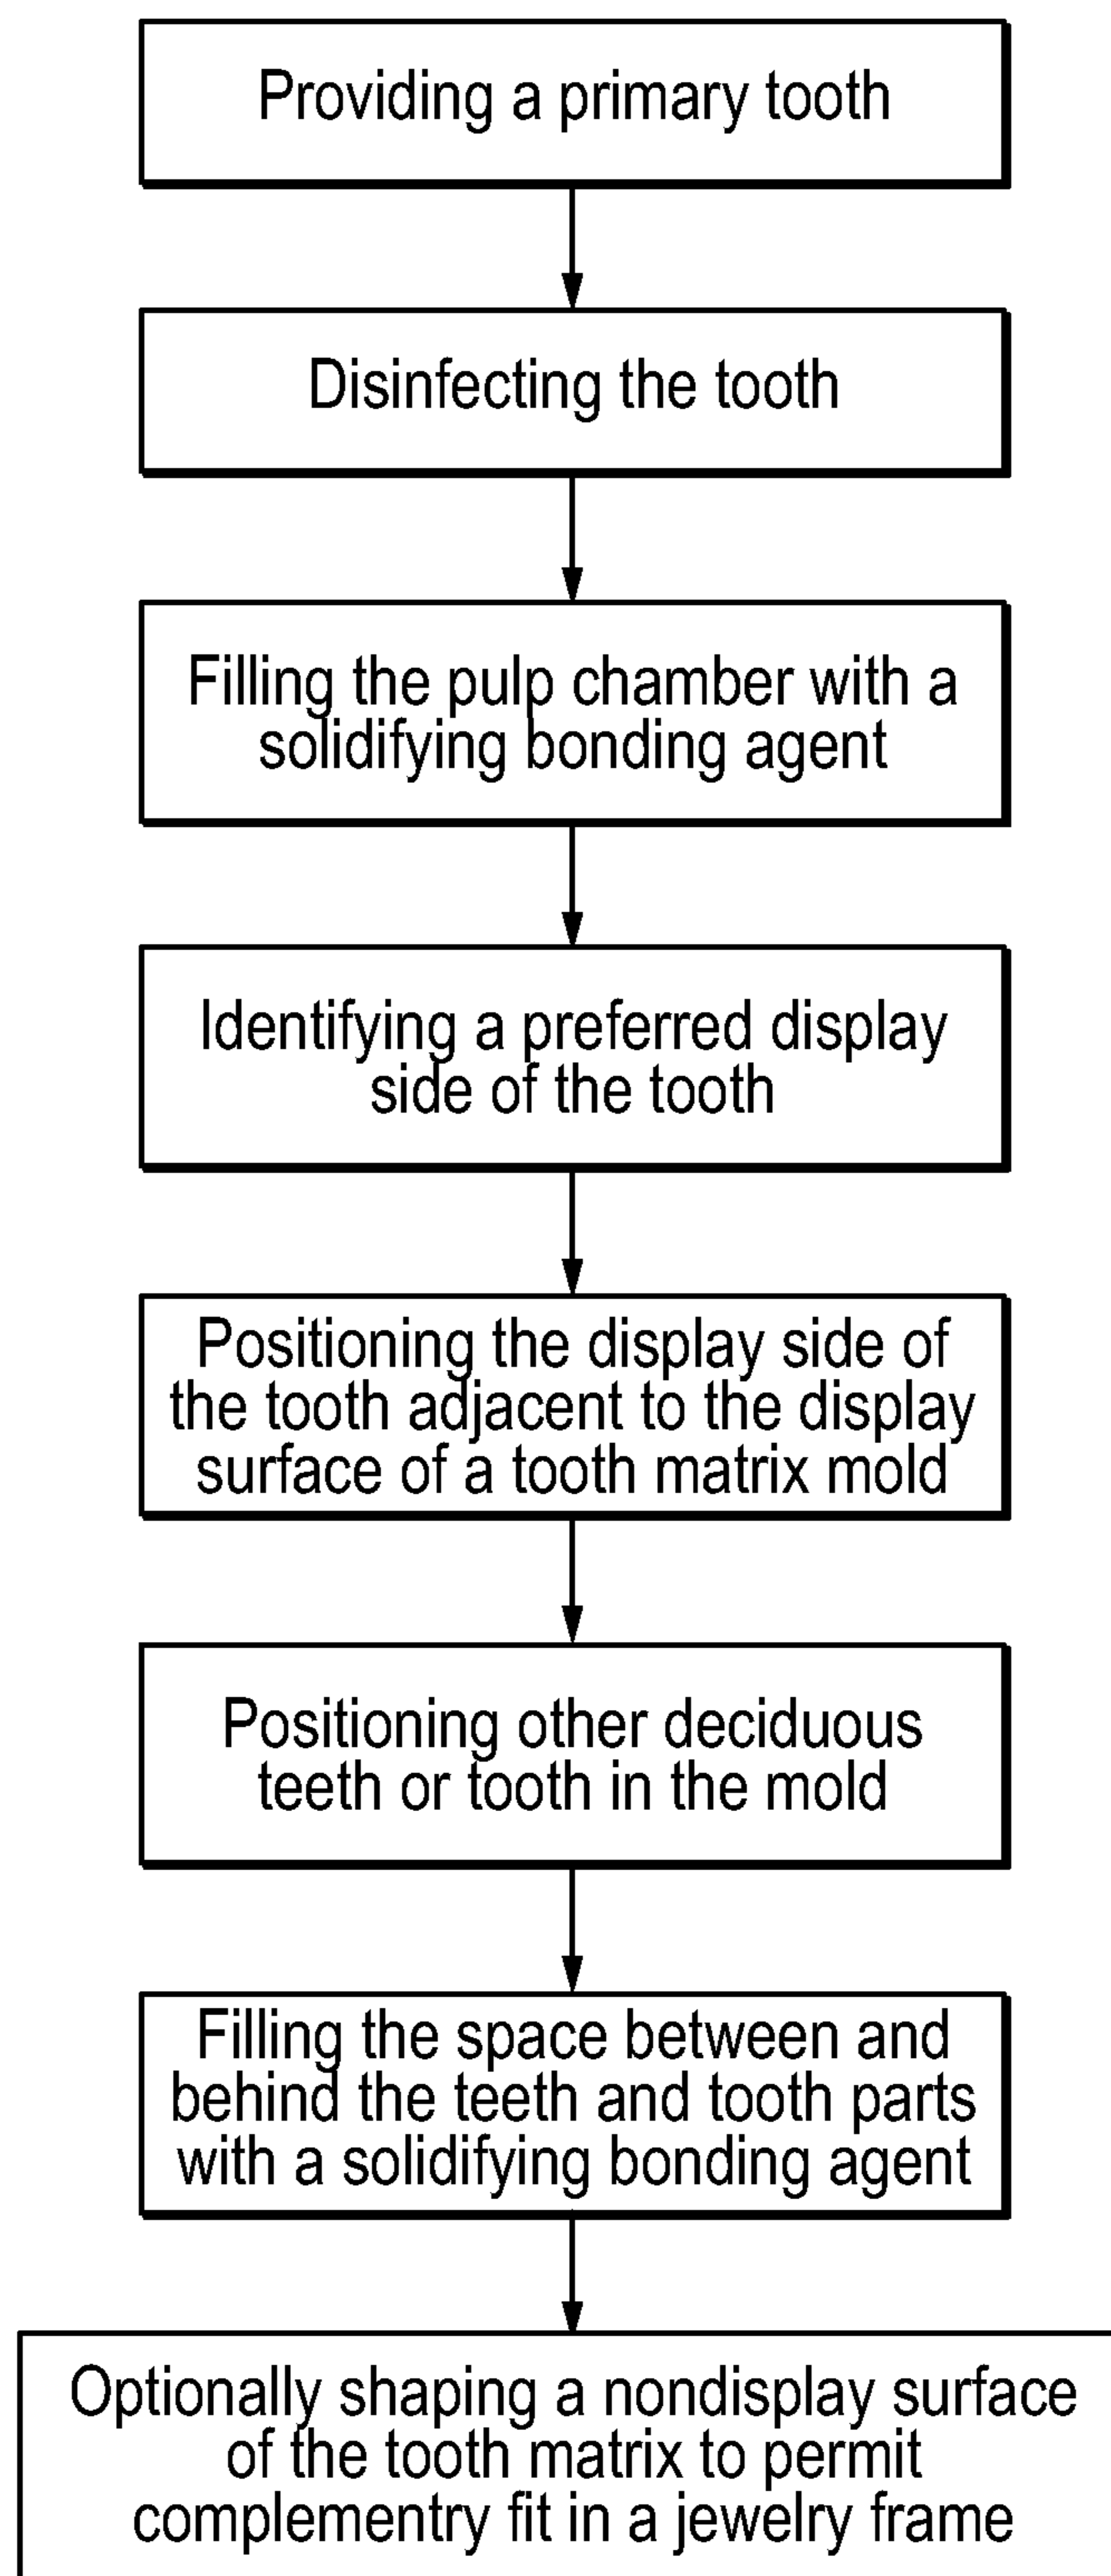 Providing a primary tooth
Disinfecting the tooth
Filling the pulp chamber with a
solidifying bonding agent
Identifying a preferred display
side of the tooth
Positioning the display side of
the tooth adjacent to the display
surface of a tooth matrix mold
Positioning other deciduous
teeth or tooth in the mold
Filling the space between and
behind the teeth and tooth parts
with a solidifying bonding agent
Optionally shaping a nondisplay surface
of the tooth matrix to permit
complementry fit in a jewelry frame